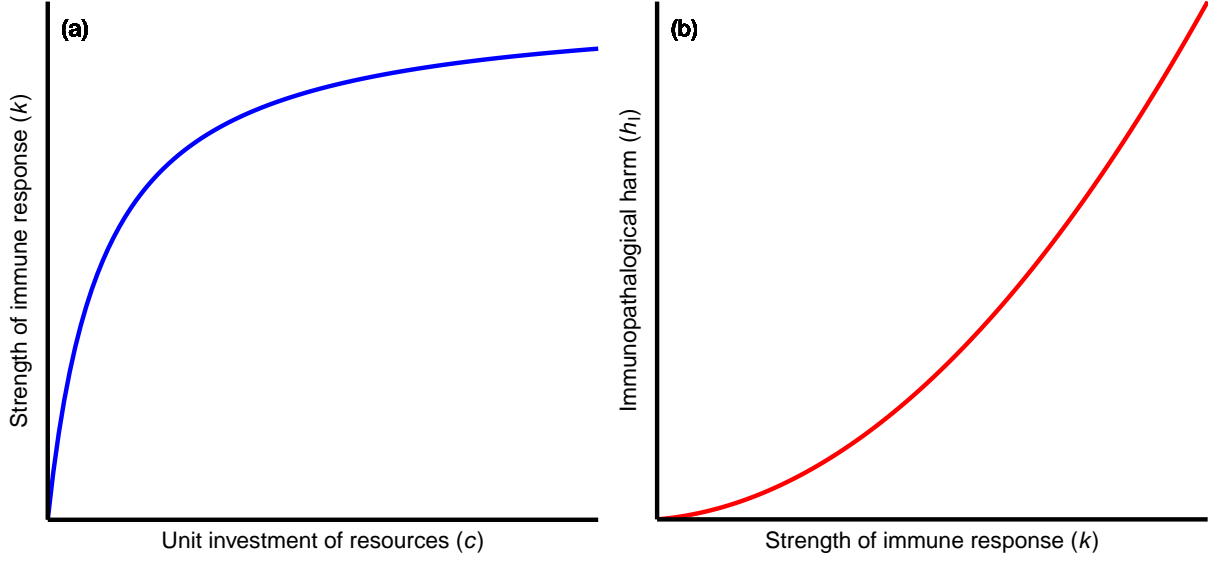 (a)
Strength of immune response (k)
Unit investment of resources (c)
(b)
Immunopathalogical harm (hI)
Strength of immune response (k)